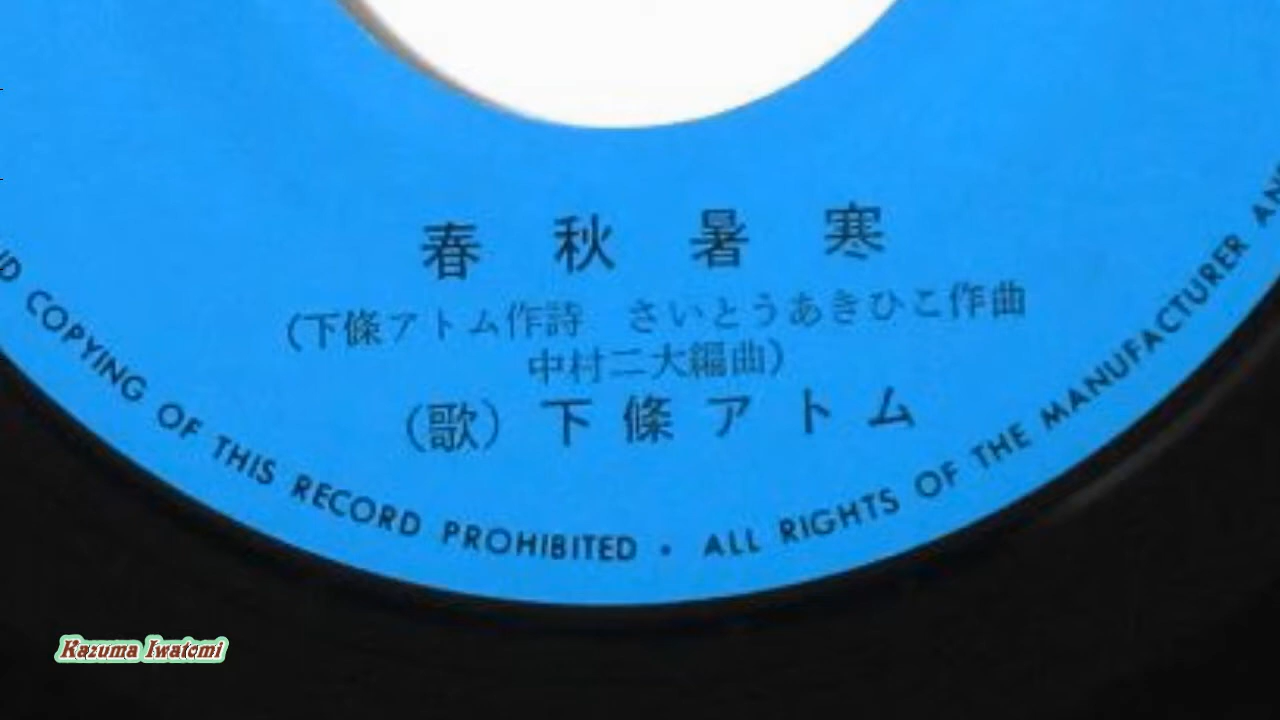 春秋暑寒
(下條アトム作詩　さいとうあきひこ作曲
中村二大編曲)
(歌)下條アトム
COPYING OF THIS RECORD PROHIBITED • ALL RIGHTS OF THE MANUFACTURER
Kazuma Iwatomi